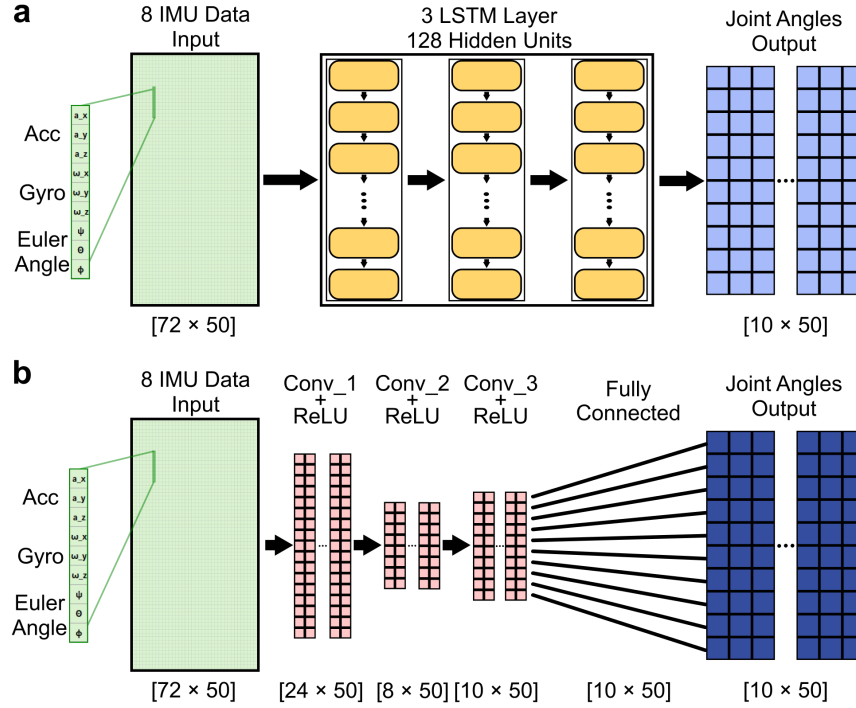 a
8 IMU Data
Input
3 LSTM Layer
128 Hidden Units
Joint Angles
Output
Acc
Gyro
Euler
Angle
a_x
a_y
a_z
ω_x
ω_y
ω_z
ψ
Θ
ϕ
[72 × 50]
[10 × 50]
b
8 IMU Data
Input
Conv_1
+
ReLU
Conv_2
+
ReLU
Conv_3
+
ReLU
Fully
Connected
Joint Angles
Output
Acc
Gyro
Euler
Angle
a_x
a_y
a_z
ω_x
ω_y
ω_z
ψ
Θ
ϕ
[72 × 50]
[24 × 50]
[8 × 50]
[10 × 50]
[10 × 50]
[10 × 50]